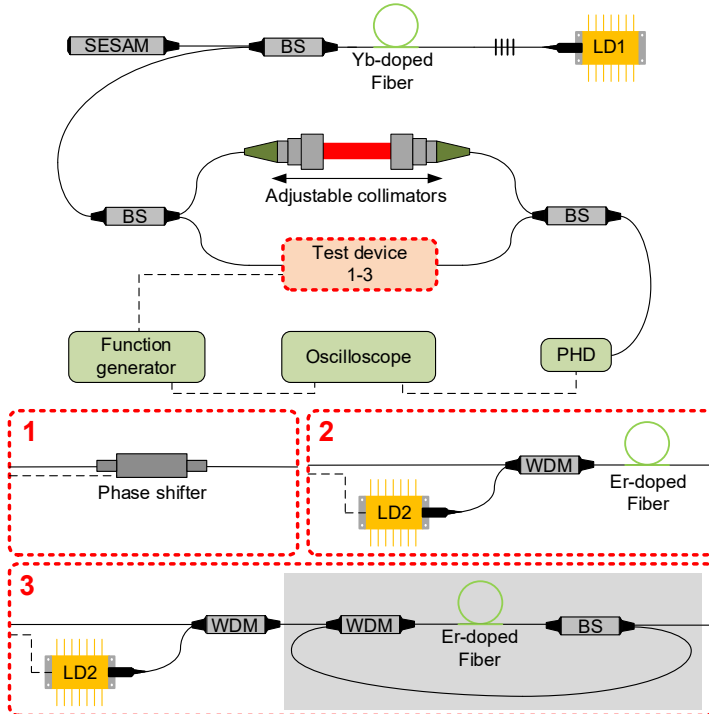 SESAM
BS
Yb-doped
Fiber
LD1
Adjustable collimators
BS
BS
Test device
1-3
Function
generator
Oscilloscope
PHD
1
Phase shifter
2
WDM
LD2
Er-doped
Fiber
3
WDM
WDM
Er-doped
Fiber
BS
LD2